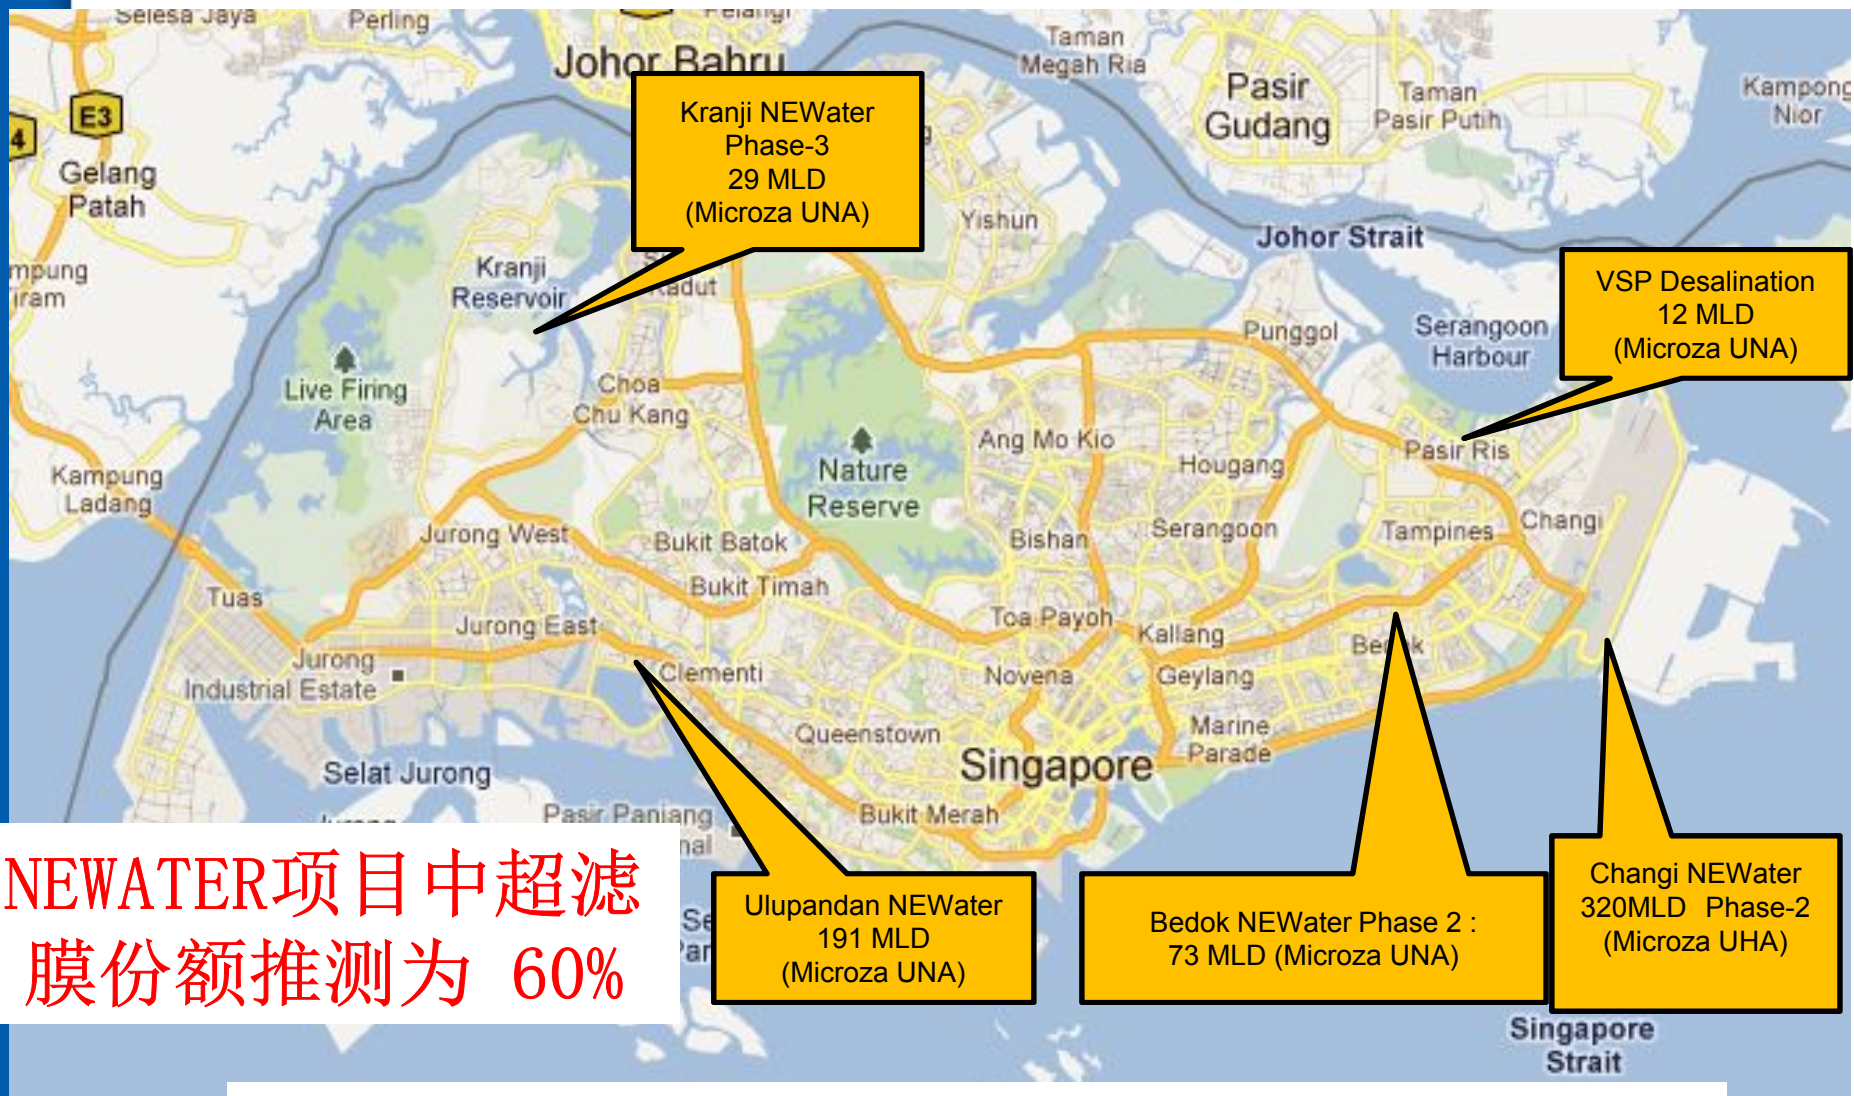 Selesa Jaya
Perling
Pelangi
Johor Bahru
Taman
Megah Ria
Pasir
Gudang
Taman
Pasir Putih
Kampong
Nior
E3
4
Gelang
Patah
Kranji NEWater
Phase-3
29 MLD
(Microza UNA)
Yishun
Johor Strait
Kranji
Reservoir
VSP Desalination
12 MLD
(Microza UNA)
Punggol
Serangoon
Harbour
Live Firing
Area
Choa
Chu Kang
Ang Mo Kio
Hougang
Pasir Ris
Nature
Reserve
Kampung
Ladang
Jurong West
Bukit Batok
Bishan
Serangoon
Tampines
Changi
Tuas
Bukit Timah
Jurong East
Toa Payoh
Kallang
Jurong
Industrial Estate
Clementi
Novena
Geylang
Queenstown
Marine
Parade
Singapore
Selat Jurong
Pasir Panjang
Bukit Merah
NEWATER项目中超滤
膜份额推测为 60%
Ulupandan NEWater
191 MLD
(Microza UNA)
Bedok NEWater Phase 2 :
73 MLD (Microza UNA)
Changi NEWater
320MLD Phase-2
(Microza UHA)
Singapore
Strait